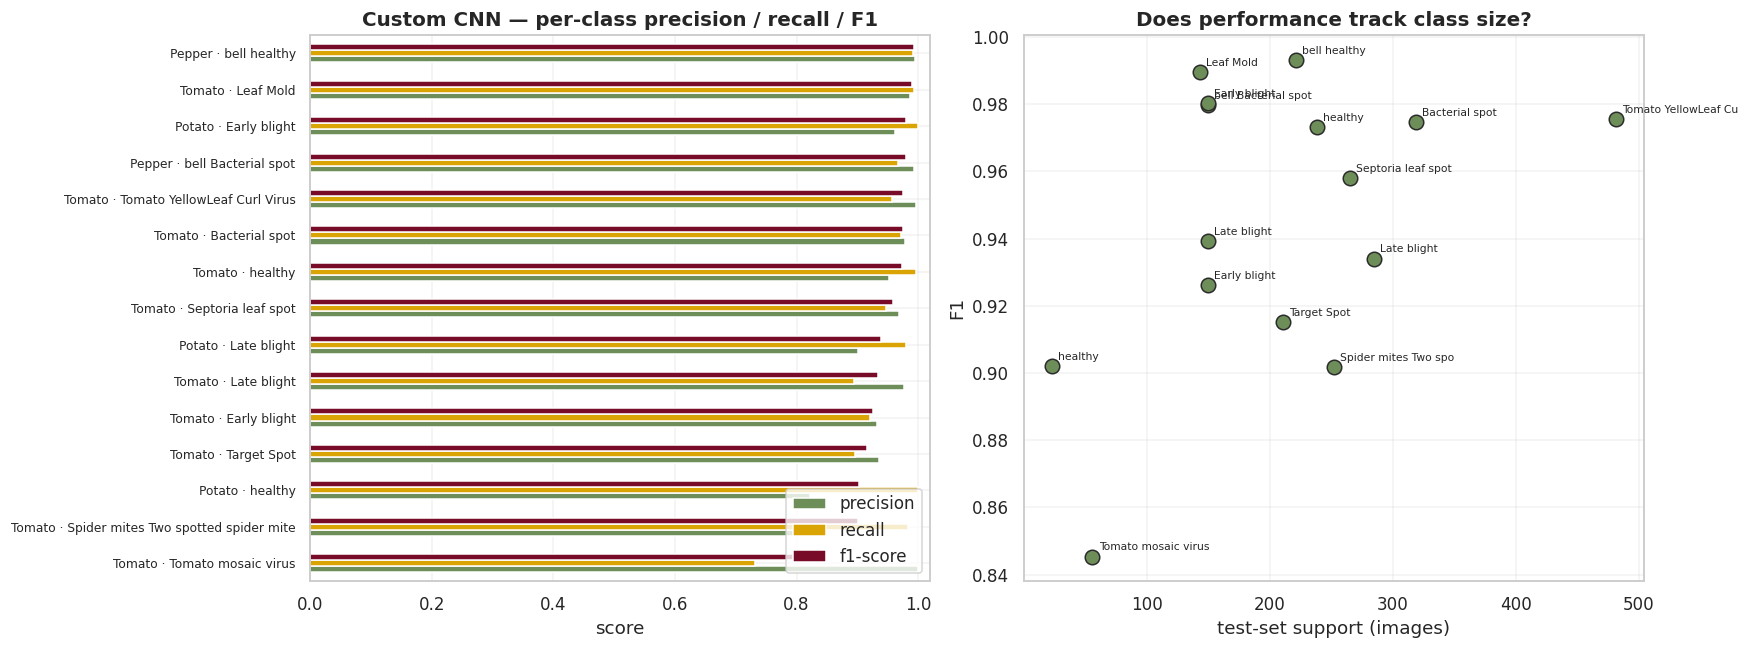 Custom CNN — per-class precision / recall / F1
Pepper · bell healthy
Tomato · Leaf Mold
Potato · Early blight
Pepper · bell Bacterial spot
Tomato · Tomato YellowLeaf Curl Virus
Tomato · Bacterial spot
Tomato · healthy
Tomato · Septoria leaf spot
Potato · Late blight
Tomato · Late blight
Tomato · Early blight
Tomato · Target Spot
Potato · healthy
Tomato · Spider mites Two spotted spider mite
Tomato · Tomato mosaic virus
precision
recall
f1-score
0.0 0.2 0.4 0.6 0.8 1.0
score
Does performance track class size?
F1
1.00
0.98
0.96
0.94
0.92
0.90
0.88
0.86
0.84
bell healthy
Leaf Mold
Early blight
bell Bacterial spot
Bacterial spot
Tomato YellowLeaf Cu
healthy
Septoria leaf spot
Late blight
Late blight
Early blight
Target Spot
healthy
Spider mites Two spo
Tomato mosaic virus
100 200 300 400 500
test-set support (images)